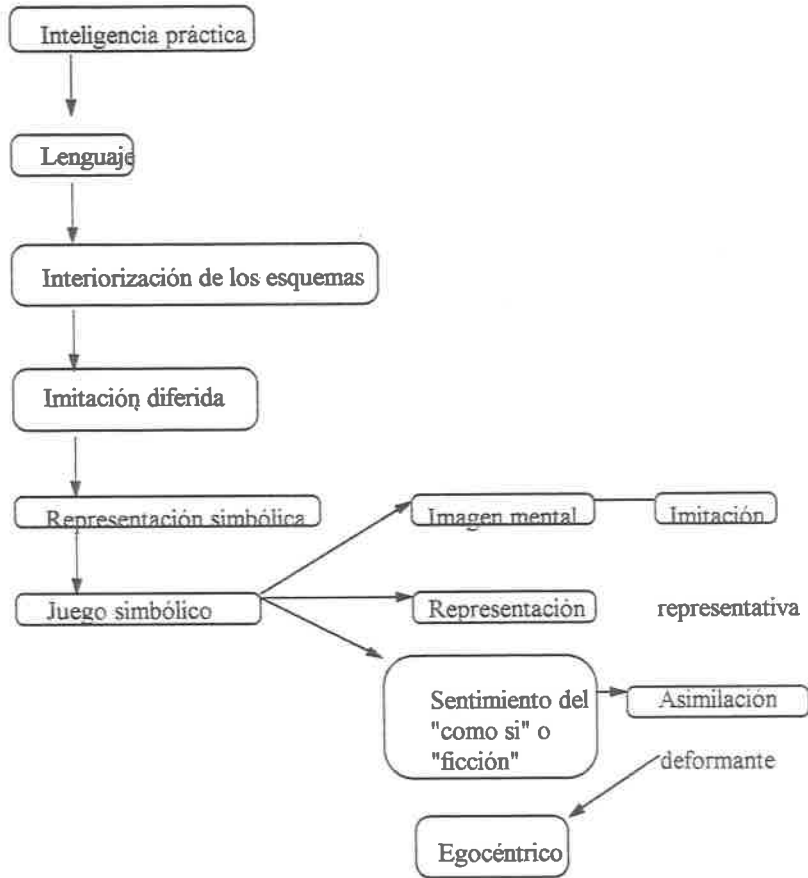 Inteligencia práctica
Lenguaje
Interiorización de los esquemas
Imitación diferida
Representación simbólica
Imagen mental
Imitación
Juego simbólico
Representación
representativa
Sentimiento del
"como si" o
"ficción"
Asimilación
deformante
Egocéntrico